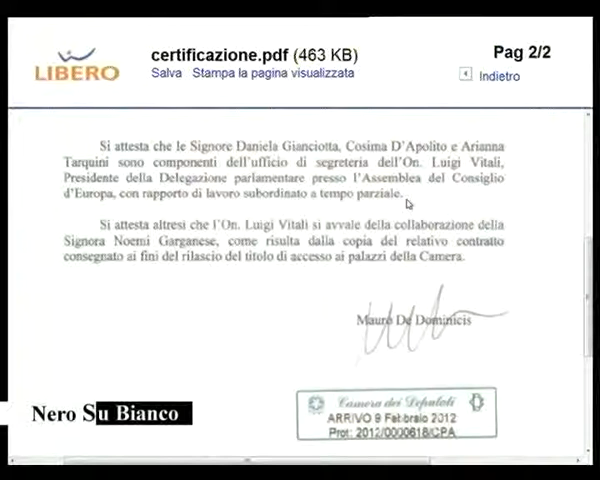 LIBERO
certificazione.pdf (463 KB)
Salva Stampa la pagina visualizzata
Pag 2/2
Indietro
Si attesta che le Signore Daniela Gianciotta, Cosima D'Apolito e Arianna
Tarquini sono componenti dell'ufficio di segreteria dell'On. Luigi Vitali,
Presidente della Delegazione parlamentare presso l'Assemblea del Consiglio
d'Europa, con rapporto di lavoro subordinato a tempo parziale.
Si attesta altresì che l'On. Luigi Vitali si avvale della collaborazione della
Signora Noemi Garganese, come risulta dalla copia del relativo contratto
consegnato ai fini del rilascio del titolo di accesso ai palazzi della Camera.
Mauro De Dominicis
Nero Su Bianco
Camera dei Deputati
ARRIVO 9 Febbraio 2012
Prot: 2012/0000618/CPA